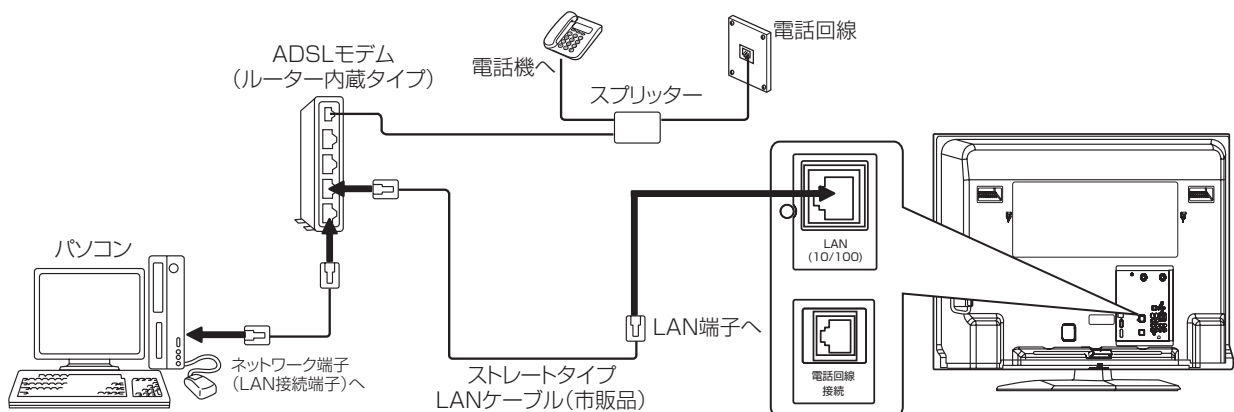 電話回線
ADSLモデム
(ルーター内蔵タイプ)
電話機へ
スプリッター
LAN
(10/100)
パソコン
LAN端子へ
ネットワーク端子
(LAN接続端子)へ
ストレートタイプ
LANケーブル(市販品)
電話回線
接続